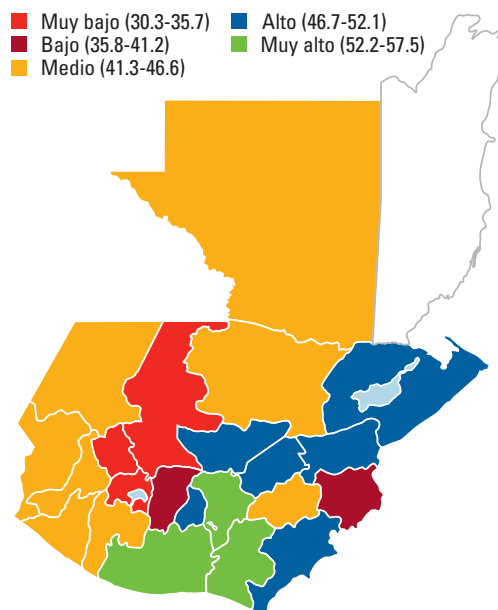 Muy bajo (30.3-35.7)
Bajo (35.8-41.2)
Medio (41.3-46.6)
Alto (46.7-52.1)
Muy alto (52.2-57.5)